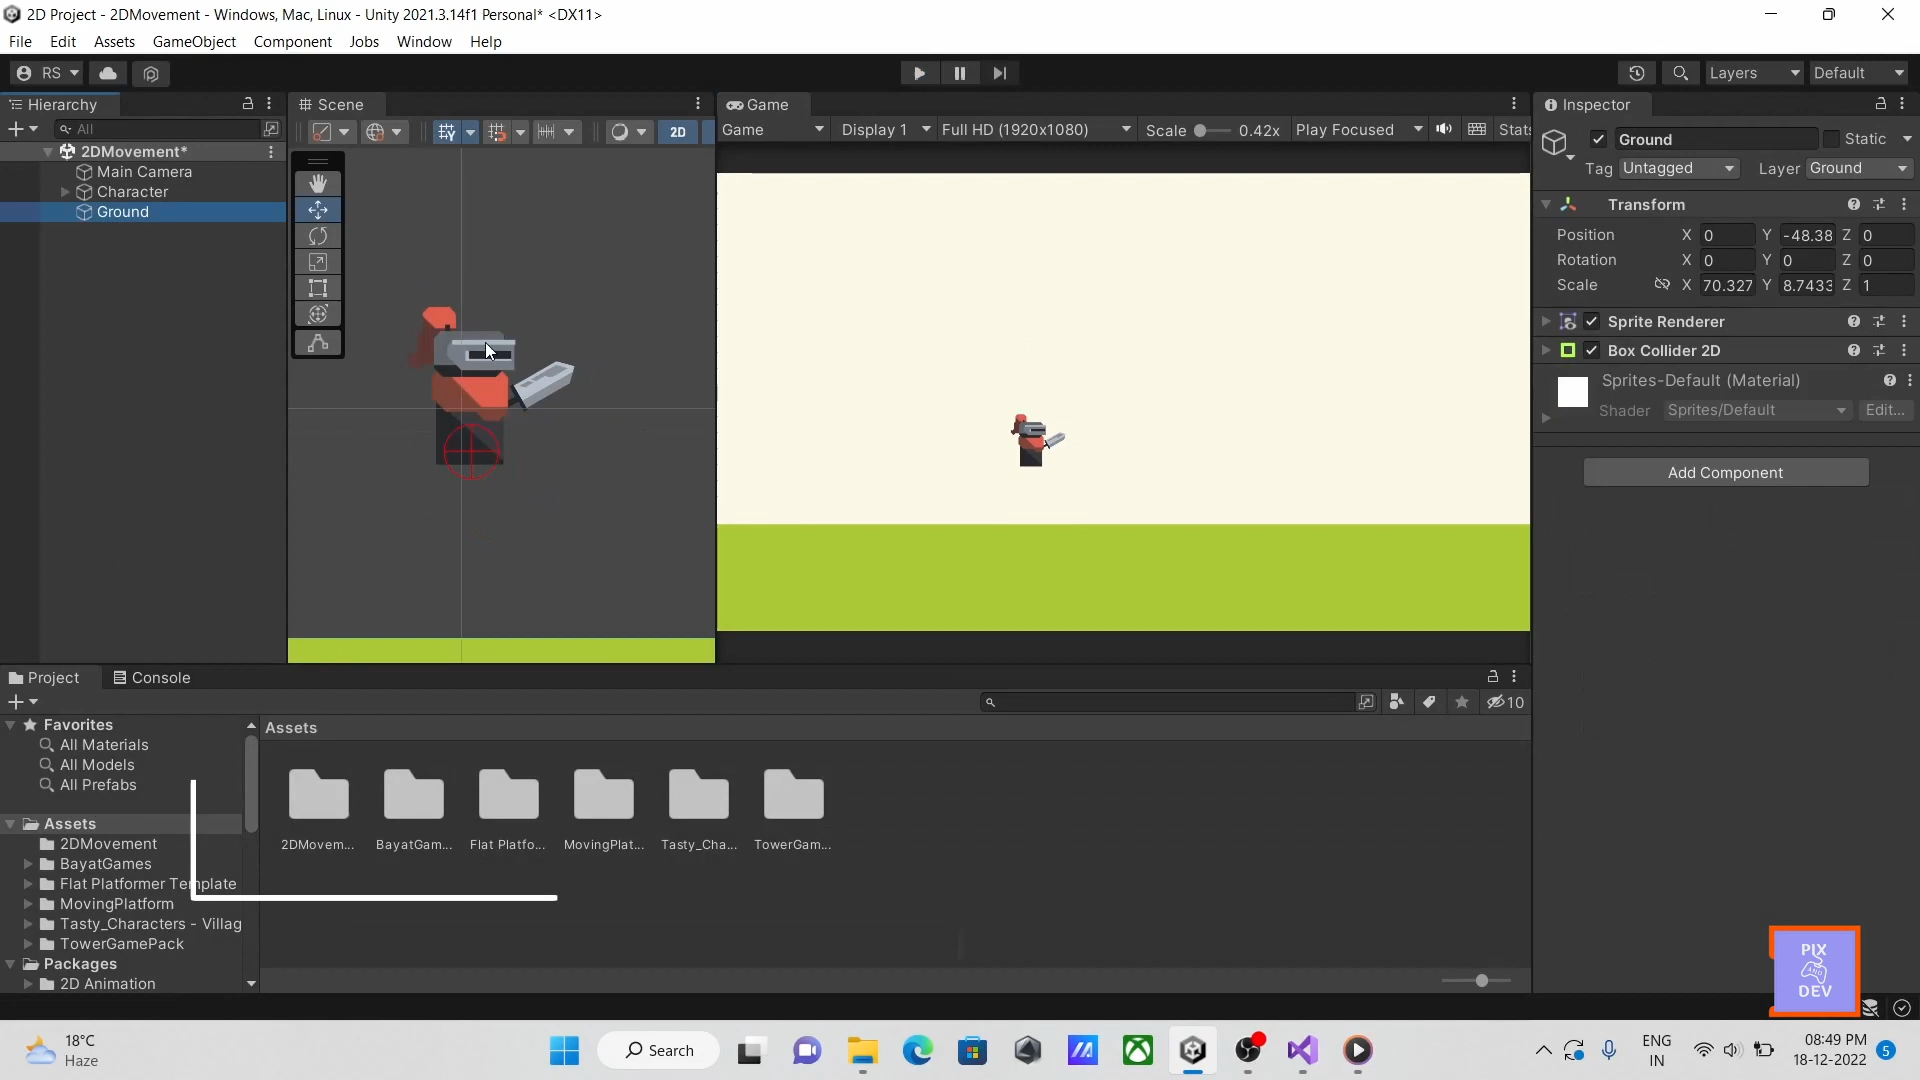 2D Project - 2DMovement - Windows, Mac, Linux - Unity 2021.3.14f1 Personal* <DX11>
File Edit Assets GameObject Component Jobs Window Help
RS
Layers
Default
Hierarchy
All
2DMovement*
Main Camera
Character
Ground
Scene
2D
Game
Game
Display 1
Full HD (1920x1080)
Scale
0.42x
Play Focused
Stats
Inspector
Ground
Static
Tag Untagged
Layer Ground
Transform
Position X 0 Y -48.38 Z 0
Rotation X 0 Y 0 Z 0
Scale X 70.327 Y 8.7433 Z 1
Sprite Renderer
Box Collider 2D
Sprites-Default (Material)
Shader Sprites/Default Edit...
Add Component
Project
Console
10
Favorites
All Materials
All Models
All Prefabs
Assets
2DMovement
BayatGames
Flat Platformer Template
MovingPlatform
Tasty_Characters - Villag
TowerGamePack
Packages
2D Animation
Assets
2DMovem... BayatGam... Flat Platfo... MovingPlat... Tasty_Cha... TowerGam...
PIX
AND
DEV
18°C
Haze
Search
ENG
IN
08:49 PM
18-12-2022
5